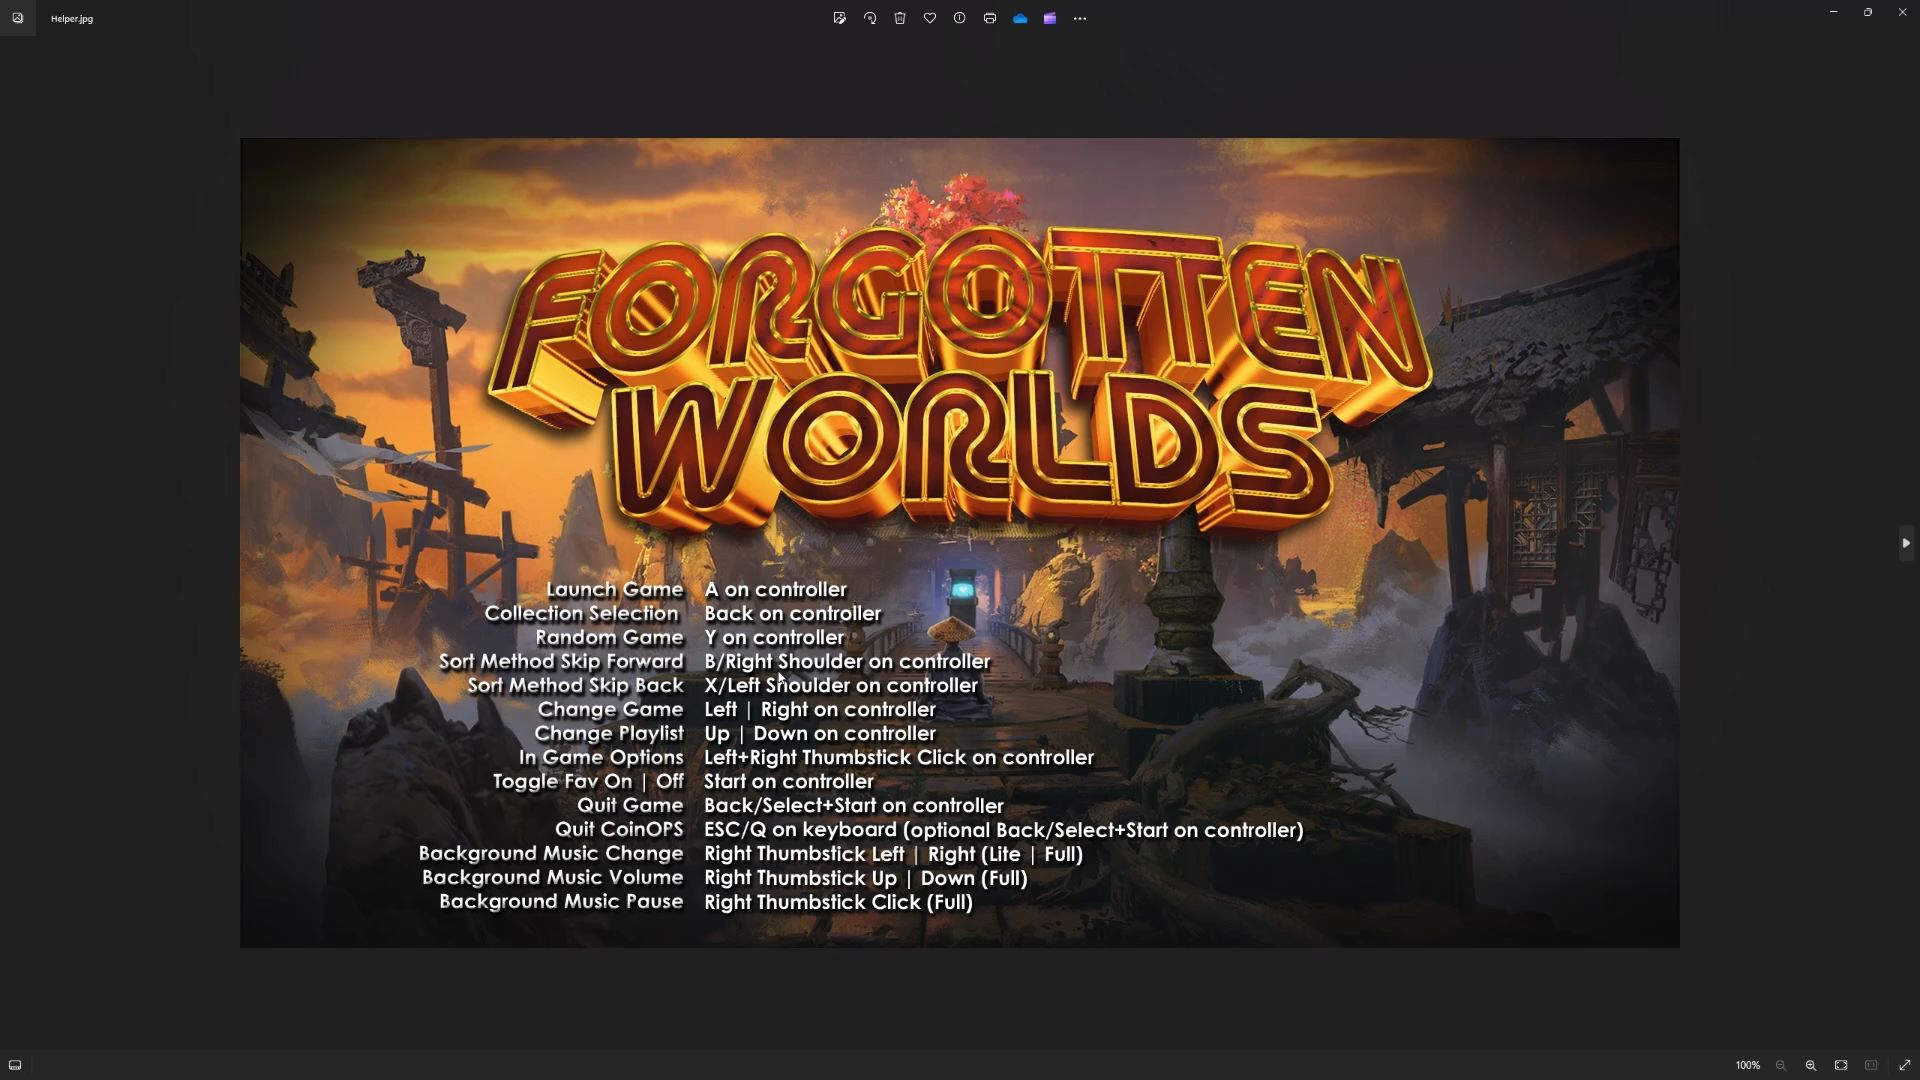 Helper.jpg
FORGOTTEN
WORLDS
Launch Game A on controller
Collection Selection Back on controller
Random Game Y on controller
Sort Method Skip Forward B/Right Shoulder on controller
Sort Method Skip Back X/Left Shoulder on controller
Change Game Left | Right on controller
Change Playlist Up | Down on controller
In Game Options Left+Right Thumbstick Click on controller
Toggle Fav On | Off Start on controller
Quit Game Back/Select+Start on controller
Quit CoinOPS ESC/Q on keyboard (optional Back/Select+Start on controller)
Background Music Change Right Thumbstick Left | Right (Lite | Full)
Background Music Volume Right Thumbstick Up | Down (Full)
Background Music Pause Right Thumbstick Click (Full)
100%